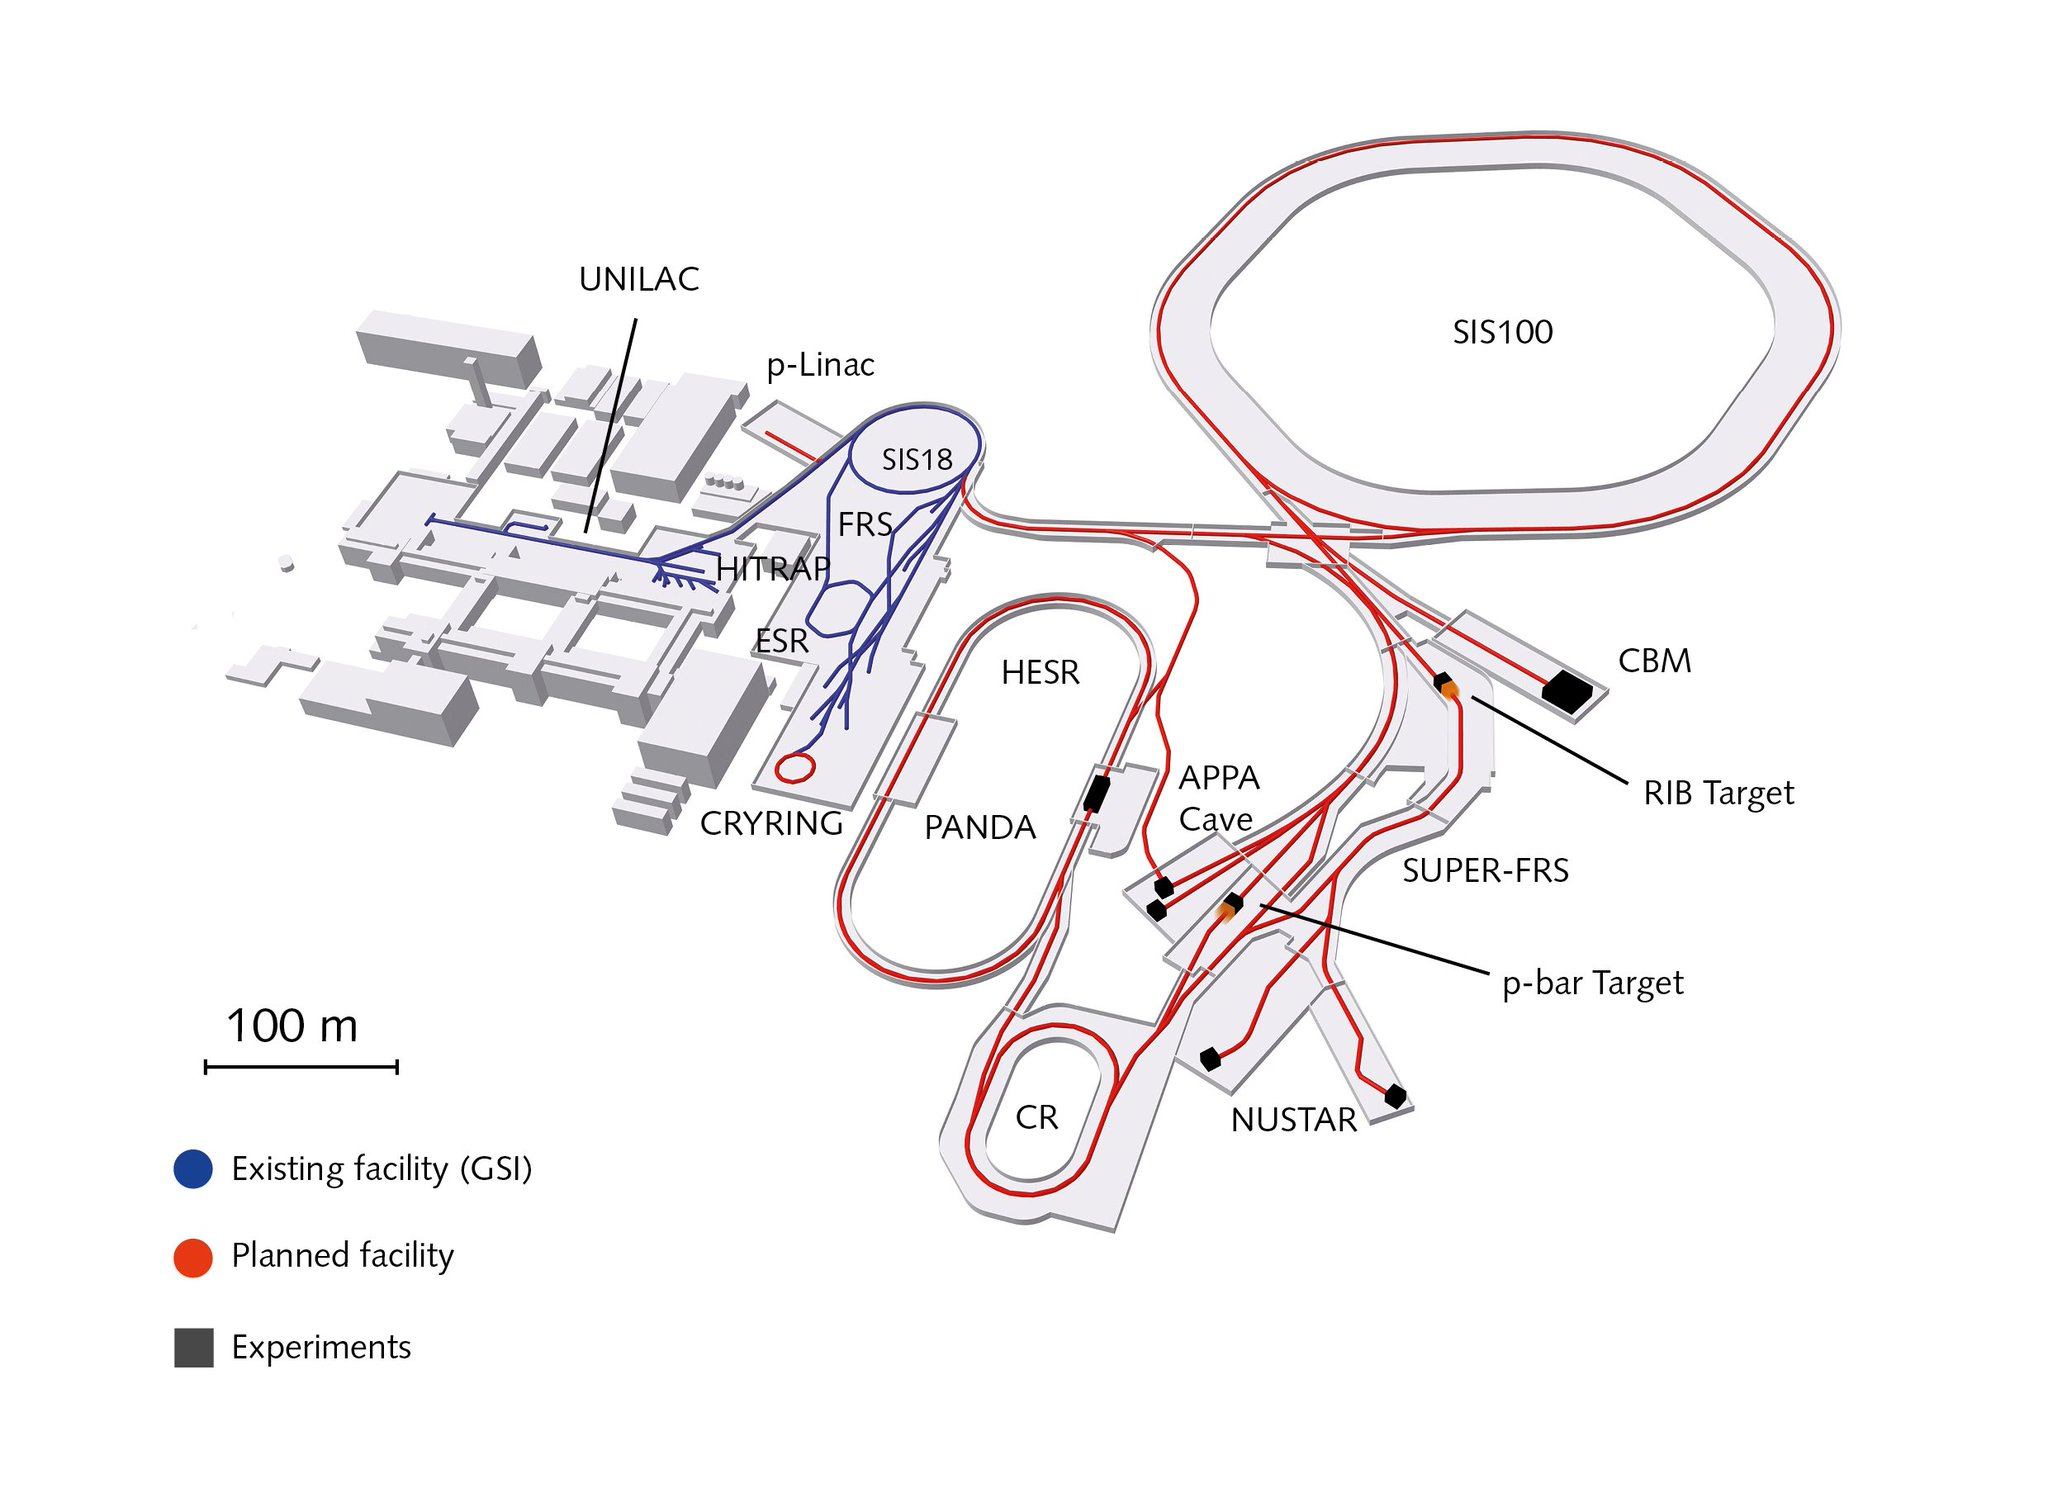 UNILAC
p-Linac
SIS100
SIS18
FRS
HITRAP
ESR
HESR
CBM
RIB Target
APPA
Cave
CRYRING
PANDA
SUPER-FRS
p-bar Target
100 m
CR
NUSTAR
Existing facility (GSI)
Planned facility
Experiments